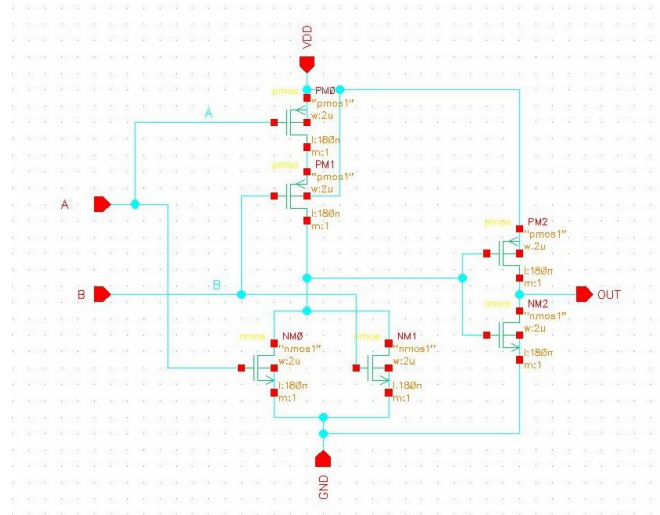 VDD
pmos PM0
"pmos1"
w:2u
l:180n
m:1
A
pmos PM1
"pmos1"
w:2u
l:180n
m:1
A
B
B
pmos PM2
"pmos1"
w:2u
l:180n
m:1
OUT
nmos NM0
"nmos1"
w:2u
l:180n
m:1
nmos NM1
"nmos1"
w:2u
l:180n
m:1
nmos NM2
"nmos1"
w:2u
l:180n
m:1
GND